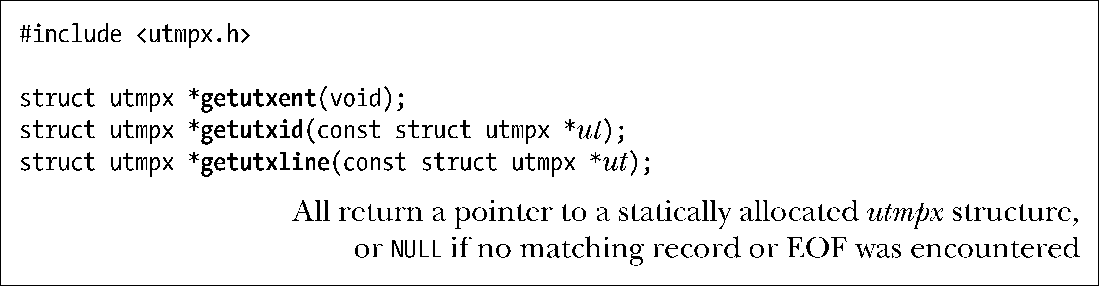 #include <utmpx.h>
struct utmpx *getutxent(void);
struct utmpx *getutxid(const struct utmpx *ut);
struct utmpx *getutxline(const struct utmpx *ut);
All return a pointer to a statically allocated utmpx structure,
or NULL if no matching record or EOF was encountered